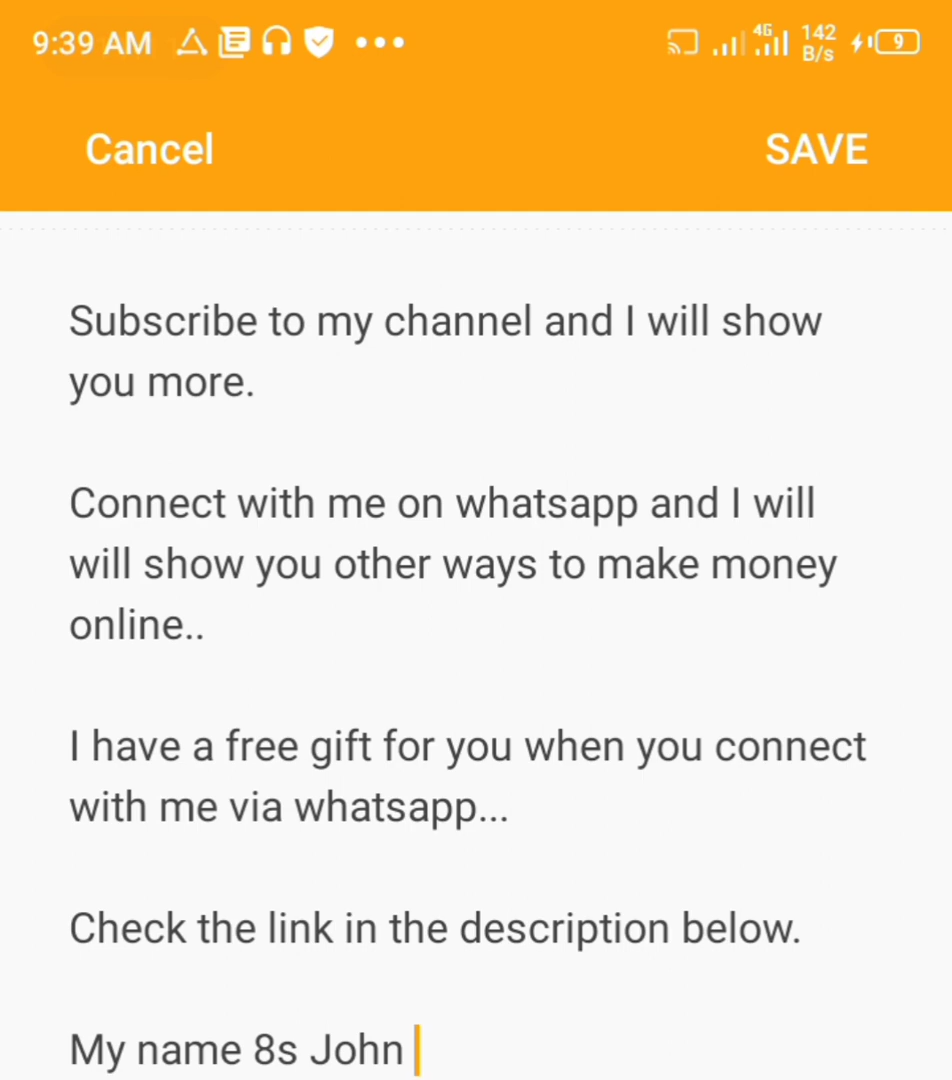 9:39 AM 4G 142 B/s 9
Cancel SAVE
Subscribe to my channel and I will show
you more.
Connect with me on whatsapp and I will
will show you other ways to make money
online..
I have a free gift for you when you connect
with me via whatsapp...
Check the link in the description below.
My name 8s John